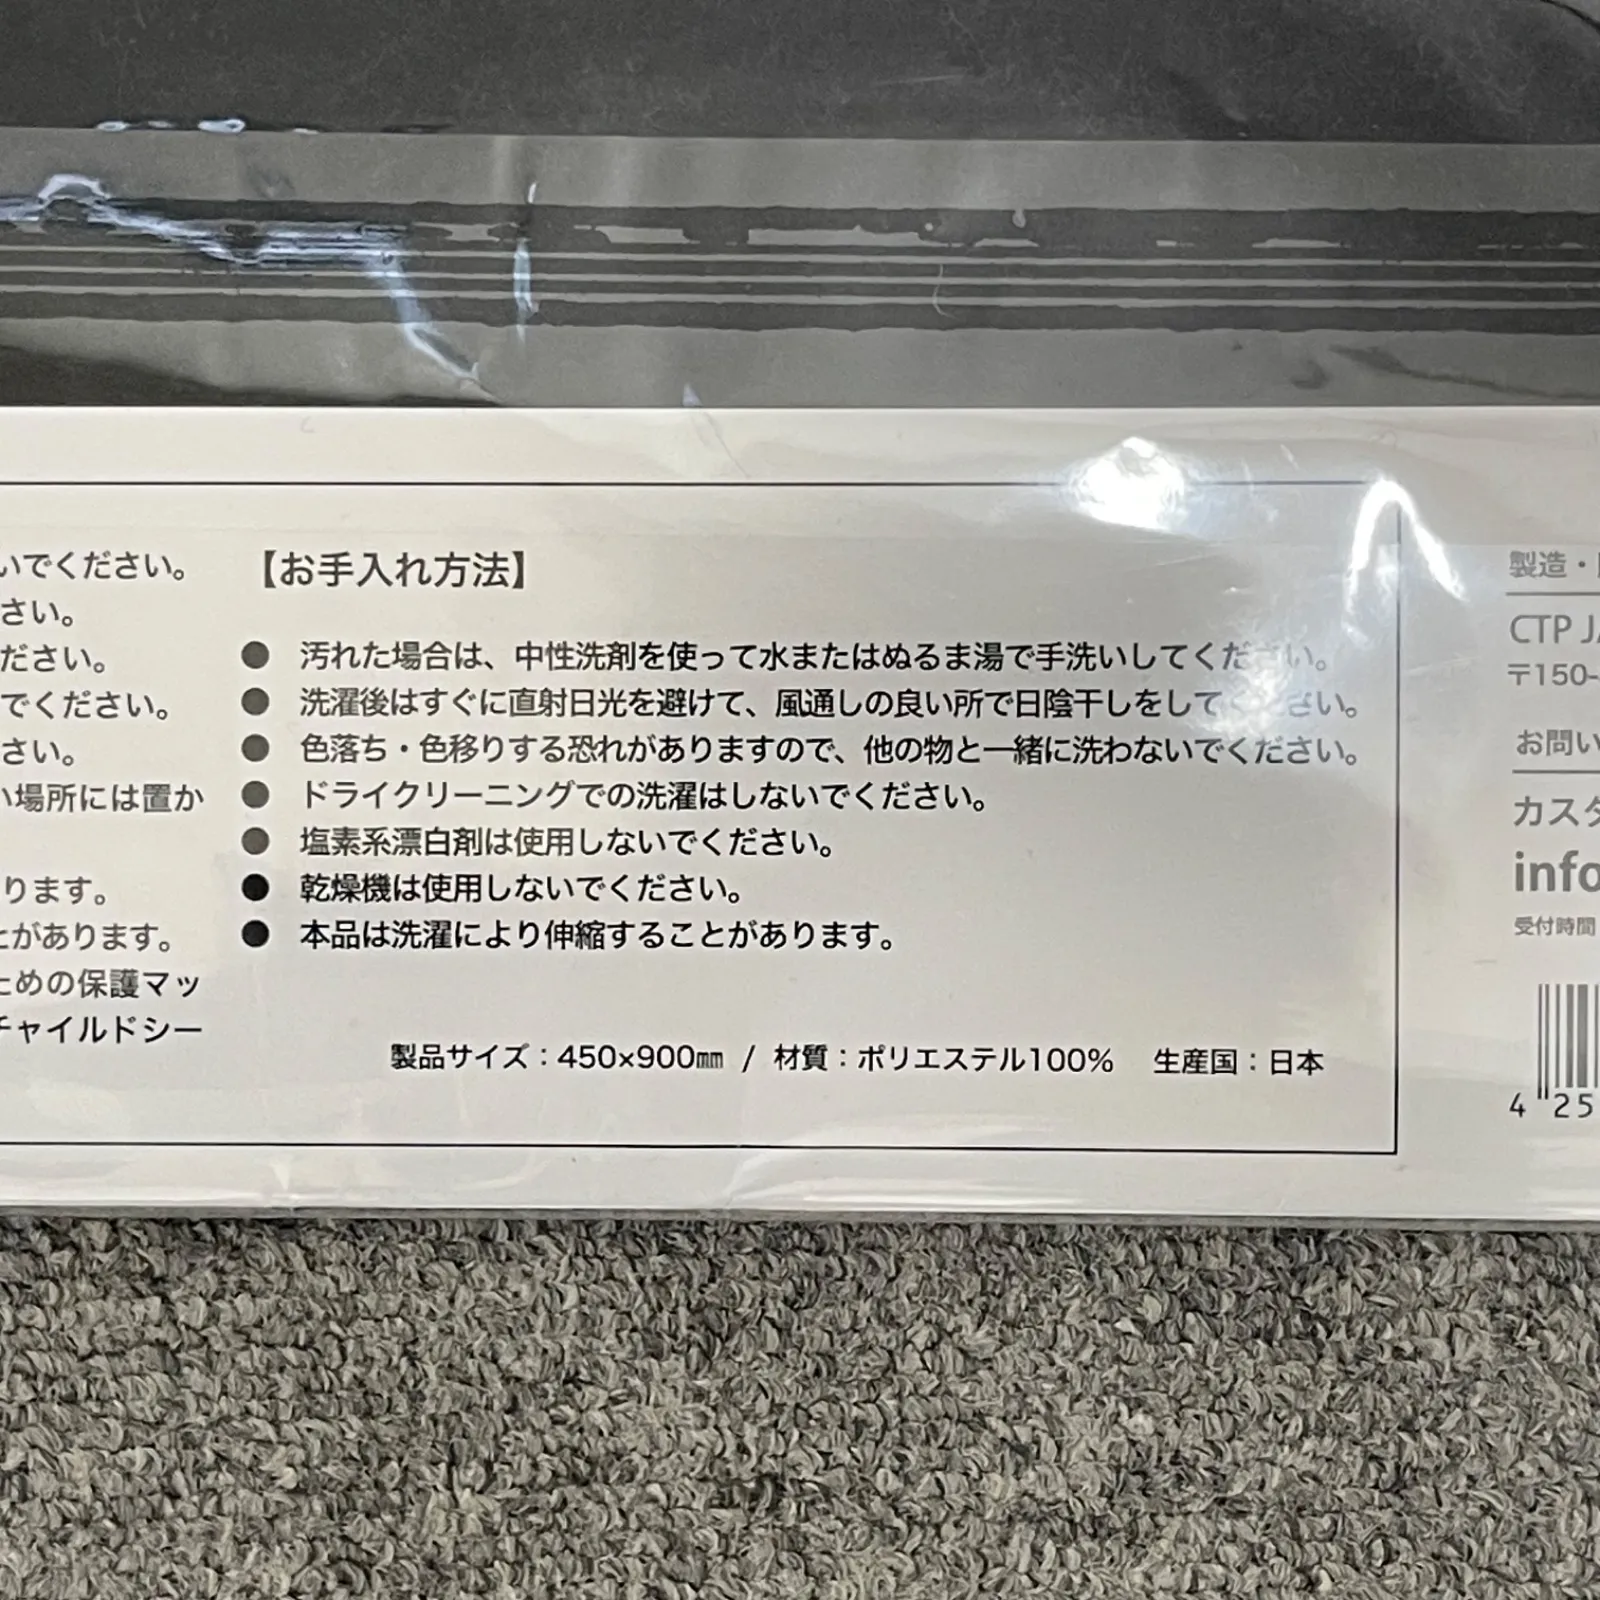 いでください。
さい。
ださい。
でください。
さい。
い場所には置か
ります。
とがあります。
ための保護マッ
チャイルドシー
【お手入れ方法】
● 汚れた場合は、中性洗剤を使って水またはぬるま湯で手洗いしてください。
● 洗濯後はすぐに直射日光を避けて、風通しの良い所で日陰干しをしてください。
● 色落ち・色移りする恐れがありますので、他の物と一緒に洗わないでください。
● ドライクリーニングでの洗濯はしないでください。
● 塩素系漂白剤は使用しないでください。
● 乾燥機は使用しないでください。
● 本品は洗濯により伸縮することがあります。
製品サイズ：450×900㎜ / 材質：ポリエステル100% 生産国：日本
製造・
CTP JA
〒150-
お問い
カスタ
info
受付時間
4 25